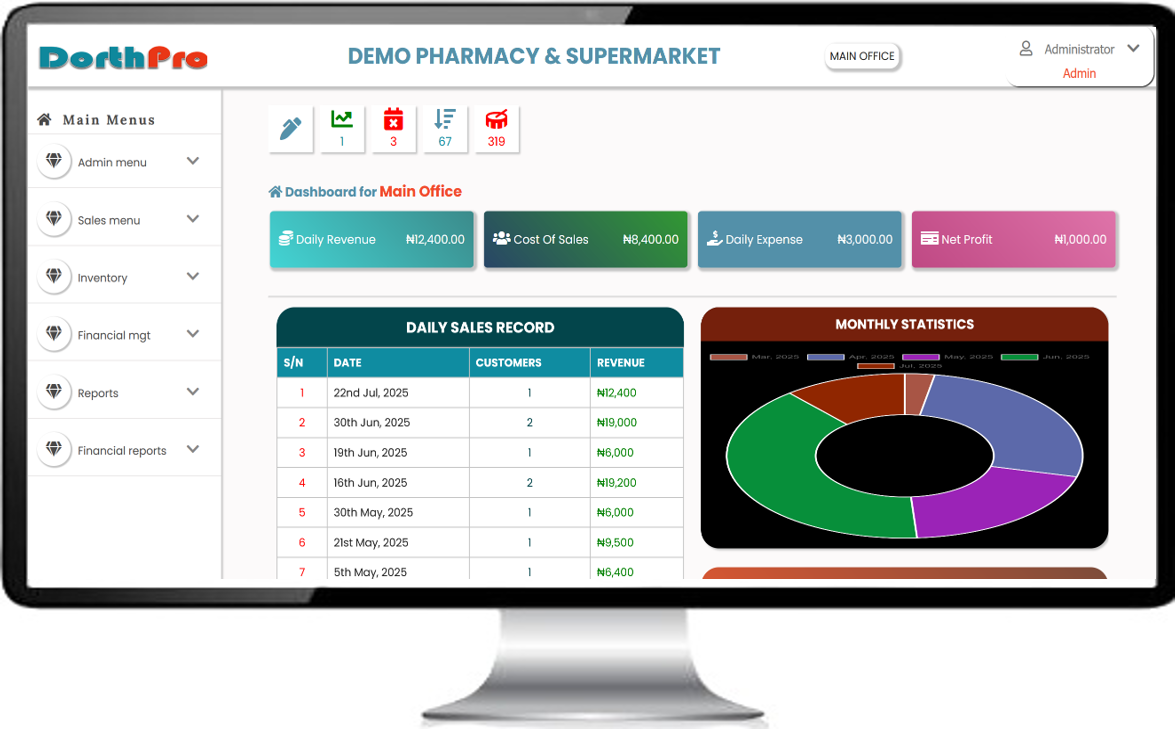 DorthPro
DEMO PHARMACY & SUPERMARKET
MAIN OFFICE
Administrator
Admin
Main Menus
Admin menu
Sales menu
Inventory
Financial mgt
Reports
Financial reports
1 3 67 319
Dashboard for Main Office
Daily Revenue ₦12,400.00
Cost Of Sales ₦8,400.00
Daily Expense ₦3,000.00
Net Profit ₦1,000.00
DAILY SALES RECORD
S/N DATE CUSTOMERS REVENUE
1 22nd Jul, 2025 1 ₦12,400
2 30th Jun, 2025 2 ₦19,000
3 19th Jun, 2025 1 ₦6,000
4 16th Jun, 2025 2 ₦19,200
5 30th May, 2025 1 ₦6,000
6 21st May, 2025 1 ₦9,500
7 5th May, 2025 1 ₦6,400
MONTHLY STATISTICS
Mar, 2025 Apr, 2025 May, 2025 Jun, 2025
Jul, 2025